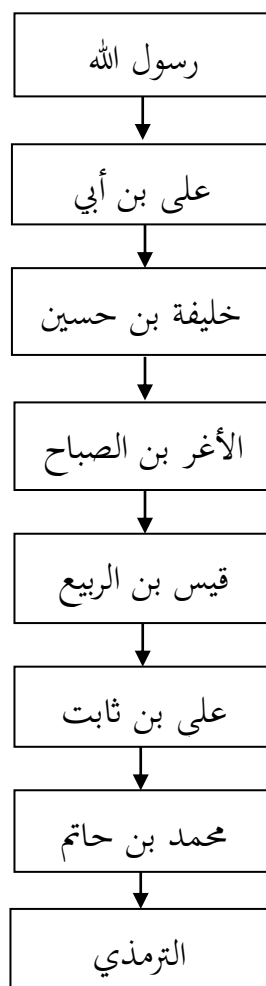 رسول الله
على بن أبي
خليفة بن حسين
الأغر بن الصباح
قيس بن الربيع
على بن ثابت
محمد بن حاتم
الترمذي